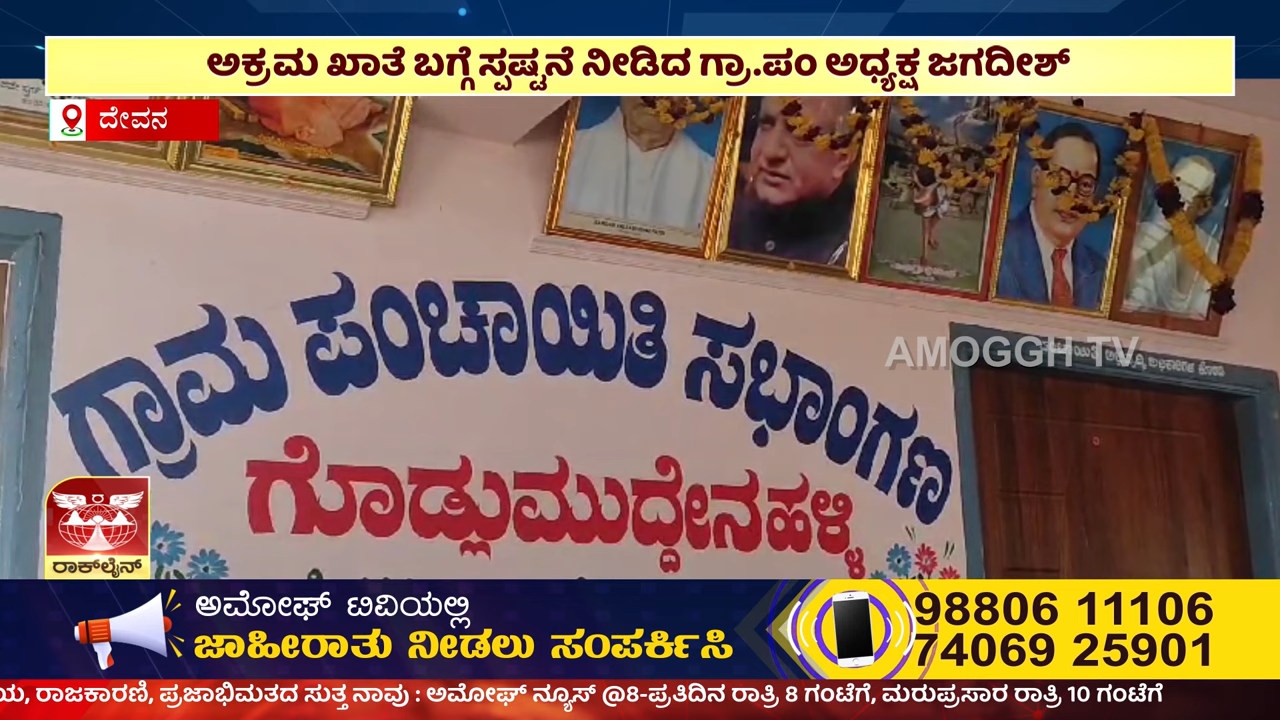 ಅಕ್ರಮ ಖಾತೆ ಬಗ್ಗೆ ಸ್ಪಷ್ಟನೆ ನೀಡಿದ ಗ್ರಾ.ಪಂ ಅಧ್ಯಕ್ಷ ಜಗದೀಶ್
ದೇವನ
AMOGGH TV
ಗ್ರಾಮ ಪಂಚಾಯಿತಿ ಸಭಾಂಗಣ
ಗೊಡ್ಲುಮುದ್ದೇನಹಳ್ಳಿ
ರಾಕ್‌ಲೈನ್
ಅಮೋಘ್ ಟಿವಿಯಲ್ಲಿ
ಜಾಹೀರಾತು ನೀಡಲು ಸಂಪರ್ಕಿಸಿ
98806 11106
74069 25901
ರಾಜಕಾರಣಿ, ಪ್ರಜಾಭಿಮತದ ಸುತ್ತ ನಾವು : ಅಮೋಘ್ ನ್ಯೂಸ್ @8-ಪ್ರತಿದಿನ ರಾತ್ರಿ 8 ಗಂಟೆಗೆ, ಮರುಪ್ರಸಾರ ರಾತ್ರಿ 10 ಗಂಟೆಗೆ